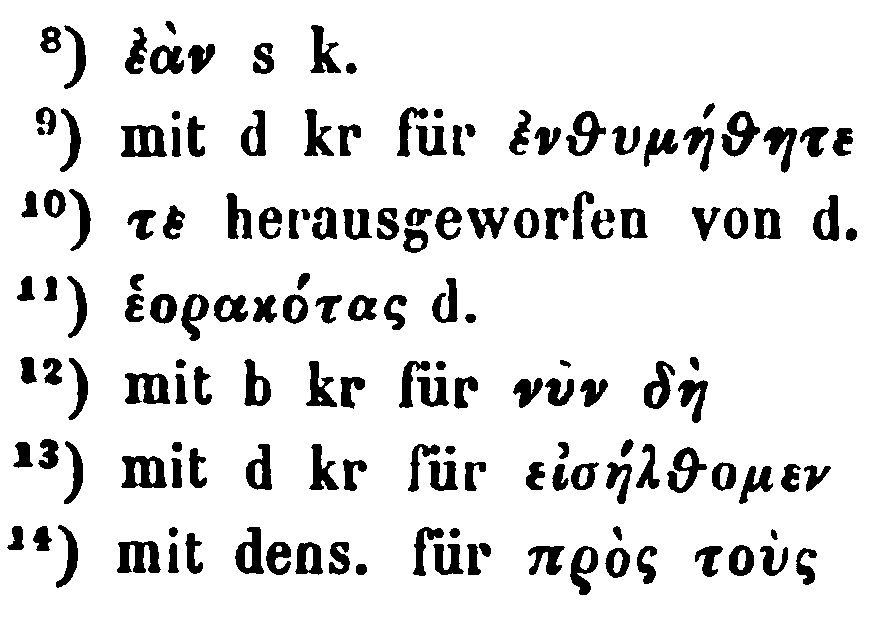 ⁸) ἐὰν s k.
⁹) mit d kr für ἐνθυμήθητε
¹⁰) τὲ herausgeworfen von d.
¹¹) ἑορακότας d.
¹²) mit b kr für νὺν δὴ
¹³) mit d kr für εἰσήλθομεν
¹⁴) mit dens. für πρὸς τοὺς